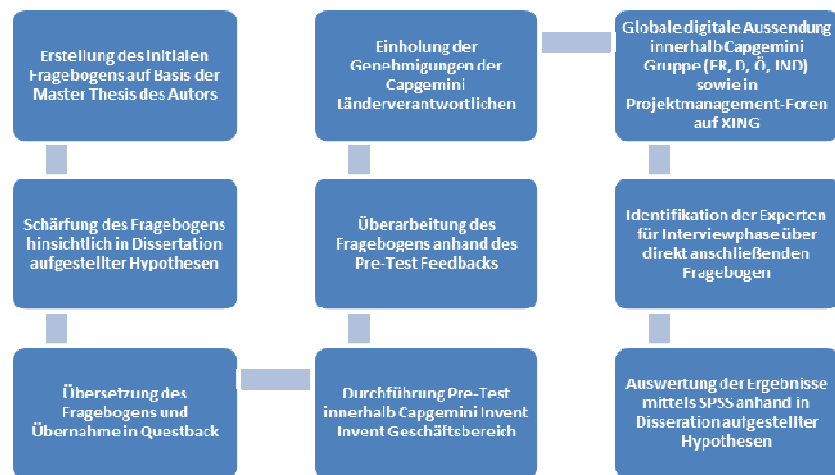 Erstellung des initialen
Fragebogens auf Basis der
Master Thesis des Autors
Schärfung des Fragebogens
hinsichtlich in Dissertation
aufgestellter Hypothesen
Übersetzung des
Fragebogens und
Übernahme in Questback
Durchführung Pre-Test
innerhalb Capgemini Invent
Invent Geschäftsbereich
Überarbeitung des
Fragebogens anhand des
Pre-Test Feedbacks
Einholung der
Genehmigungen der
Capgemini
Länderverantwortlichen
Globale digitale Aussendung
innerhalb Capgemini
Gruppe (FR, D, Ö, IND)
sowie in
Projektmanagement-Foren
auf XING
Identifikation der Experten
für Interviewphase über
direkt anschließenden
Fragebogen
Auswertung der Ergebnisse
mittels SPSS anhand in
Disseration aufgestellter
Hypothesen